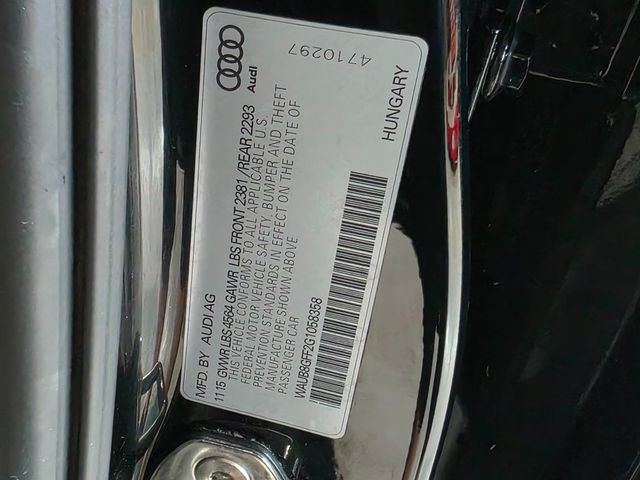 MFD. BY AUDI AG
11 15 GVWR LBS 4564 GAWR LBS FRONT 2381/REAR 2293
THIS VEHICLE CONFORMS TO ALL APPLICABLE U.S.
FEDERAL MOTOR VEHICLE SAFETY, BUMPER AND THEFT
PREVENTION STANDARDS IN EFFECT ON THE DATE OF
MANUFACTURE SHOWN ABOVE
PASSENGER CAR
WAUB8GFF2G1058358
Audi
4710297
HUNGARY